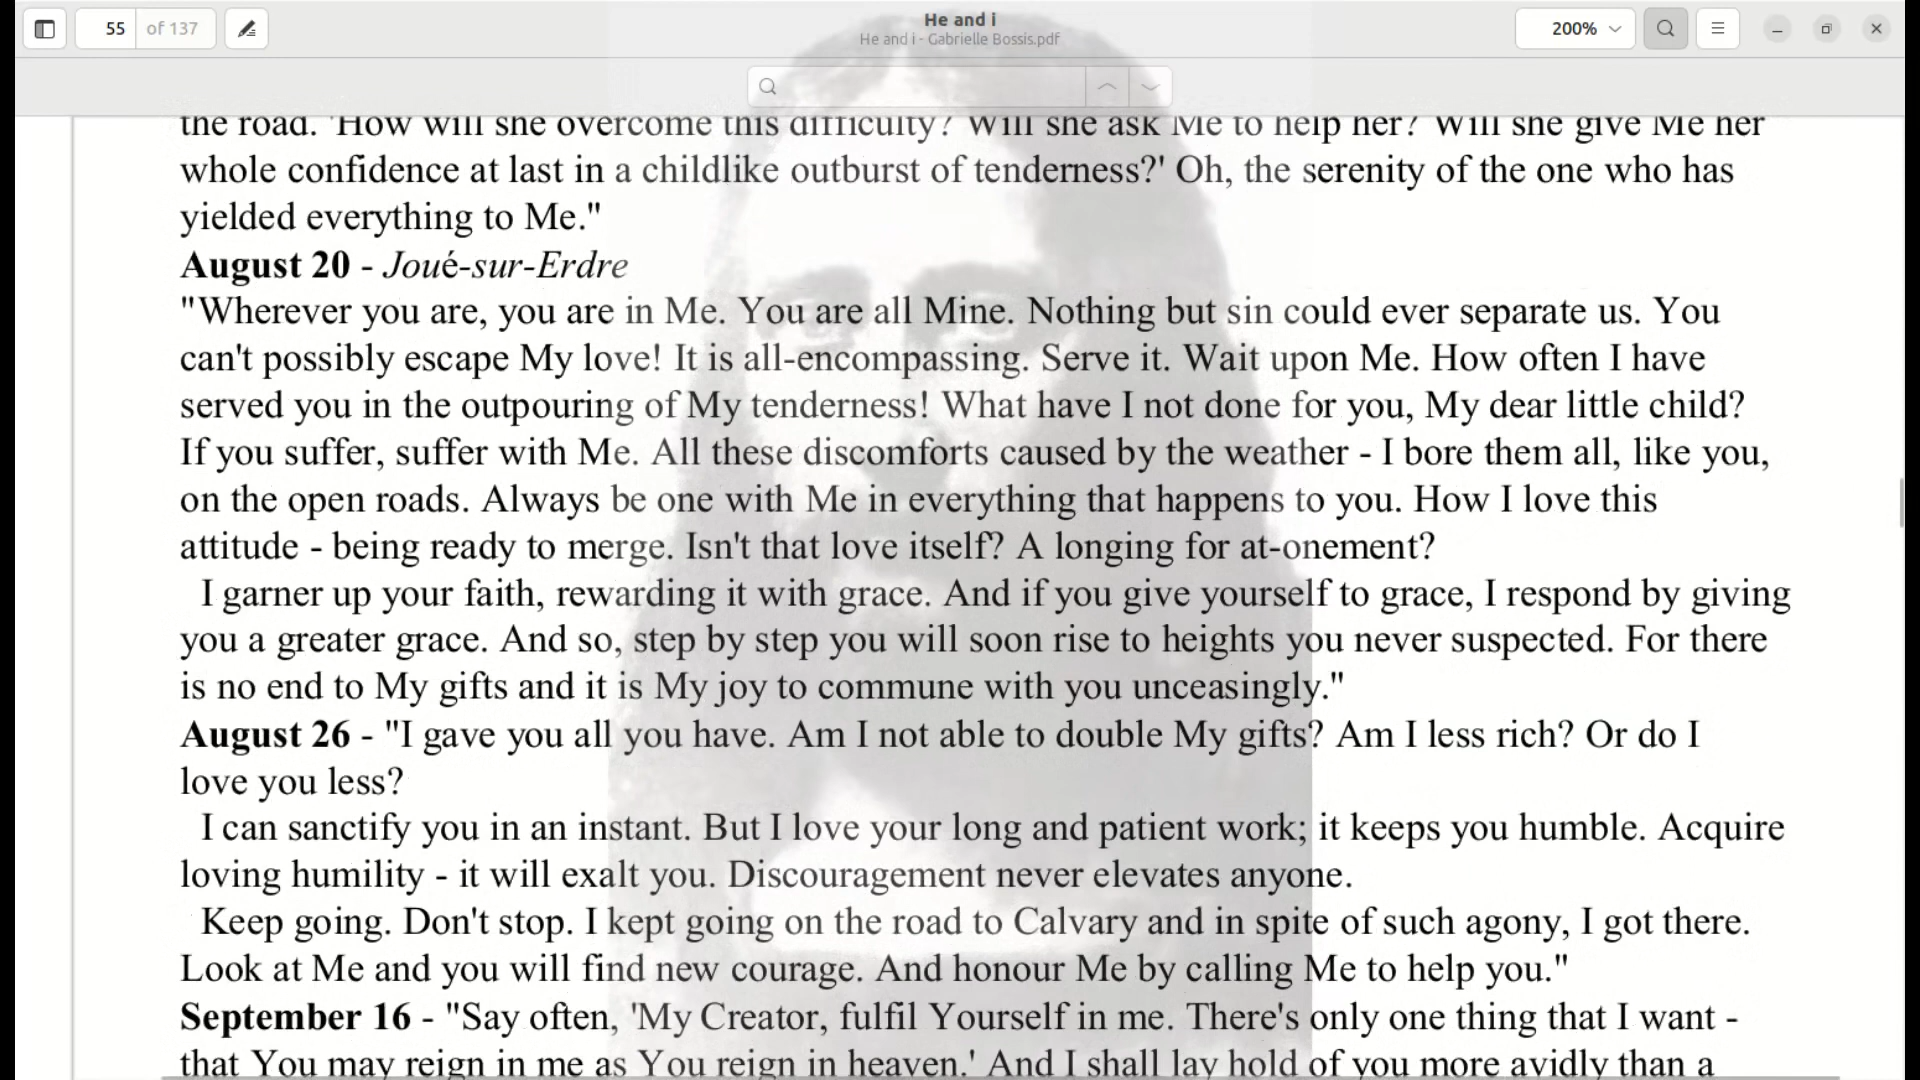 55
of 137
He and i
He and i - Gabrielle Bossis.pdf
200%
the road. 'How will she overcome this difficulty? Will she ask Me to help her? Will she give Me her
whole confidence at last in a childlike outburst of tenderness?' Oh, the serenity of the one who has
yielded everything to Me."
August 20 - Joué-sur-Erdre
"Wherever you are, you are in Me. You are all Mine. Nothing but sin could ever separate us. You
can't possibly escape My love! It is all-encompassing. Serve it. Wait upon Me. How often I have
served you in the outpouring of My tenderness! What have I not done for you, My dear little child?
If you suffer, suffer with Me. All these discomforts caused by the weather - I bore them all, like you,
on the open roads. Always be one with Me in everything that happens to you. How I love this
attitude - being ready to merge. Isn't that love itself? A longing for at-onement?
I garner up your faith, rewarding it with grace. And if you give yourself to grace, I respond by giving
you a greater grace. And so, step by step you will soon rise to heights you never suspected. For there
is no end to My gifts and it is My joy to commune with you unceasingly."
August 26 - "I gave you all you have. Am I not able to double My gifts? Am I less rich? Or do I
love you less?
I can sanctify you in an instant. But I love your long and patient work; it keeps you humble. Acquire
loving humility - it will exalt you. Discouragement never elevates anyone.
Keep going. Don't stop. I kept going on the road to Calvary and in spite of such agony, I got there.
Look at Me and you will find new courage. And honour Me by calling Me to help you."
September 16 - "Say often, 'My Creator, fulfil Yourself in me. There's only one thing that I want -
that You may reign in me as You reign in heaven.' And I shall lay hold of you more avidly than a